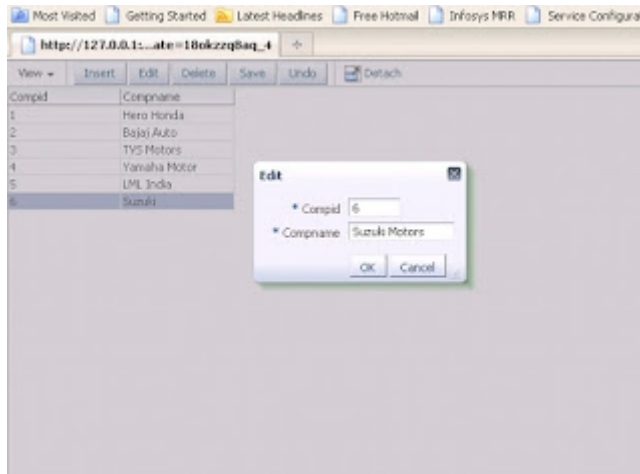 Most Visited Getting Started Latest Headlines Free Hotmail Infosys MRR Service Configura
http://127.0.0.1:...ate=18okzzq8aq_4
View Insert Edit Delete Save Undo Detach
Compid Compname
1 Hero Honda
2 Bajaj Auto
3 TVS Motors
4 Yamaha Motor
5 LML India
6 Suzuki
Edit
* Compid 6
* Compname Suzuki Motors
OK Cancel